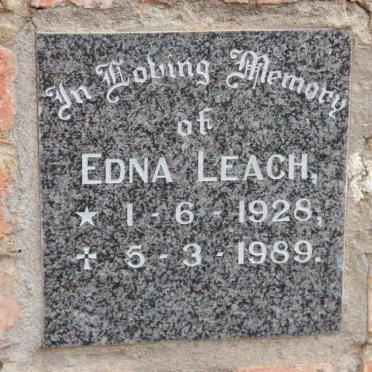 In Loving Memory
of
EDNA LEACH,
★ 1 - 6 - 1928,
✝ 5 - 3 - 1989.